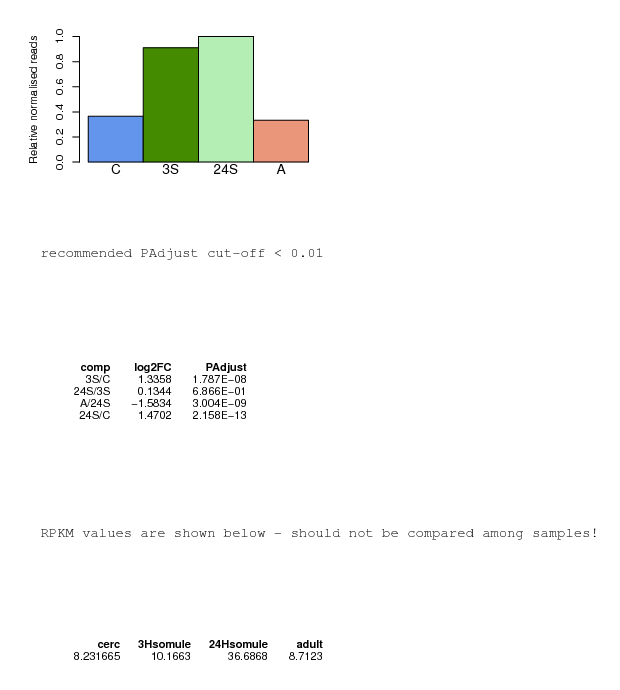 Relative normalised reads
1.0
0.8
0.6
0.4
0.2
0.0
C 3S 24S A
recommended PAdjust cut-off < 0.01
comp log2FC PAdjust
3S/C 1.3358 1.787E−08
24S/3S 0.1344 6.866E−01
A/24S −1.5834 3.004E−09
24S/C 1.4702 2.158E−13
RPKM values are shown below - should not be compared among samples!
cerc 3Hsomule 24Hsomule adult
8.231665 10.1663 36.6868 8.7123